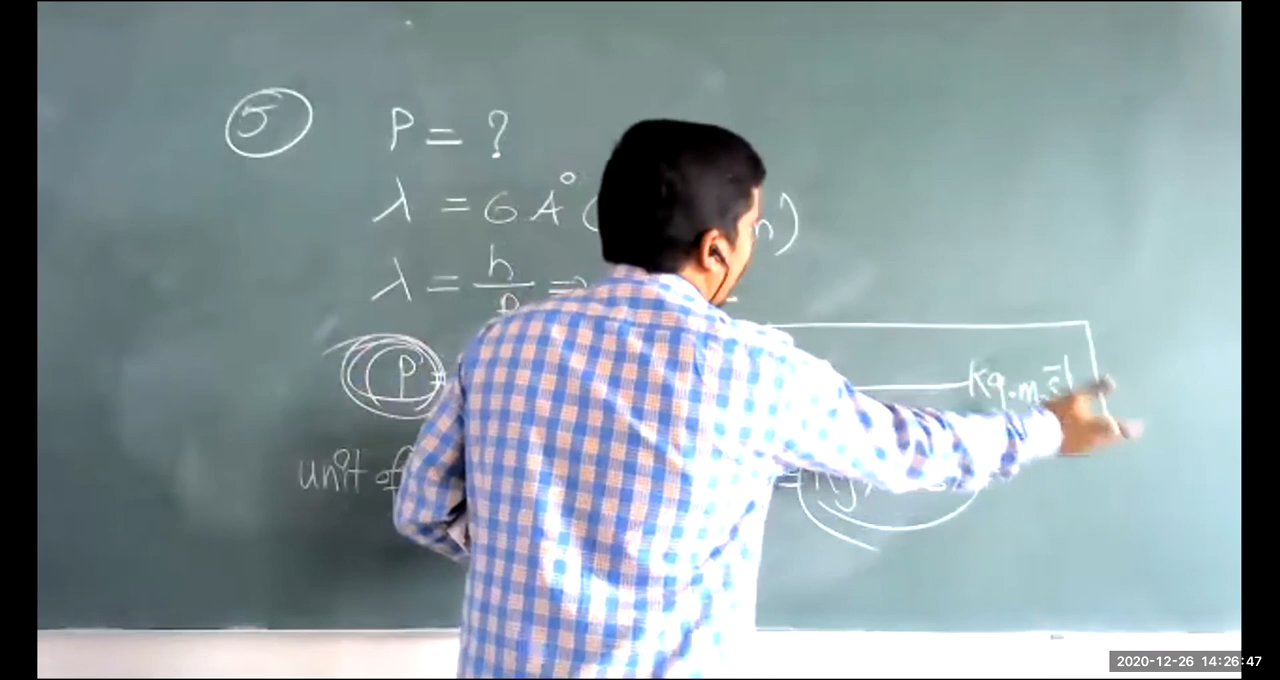 5 P = ?
λ = 6 A° ( n)
λ = h/P ⇒
P = kg.m.s⁻¹
unit of =
2020-12-26 14:26:47